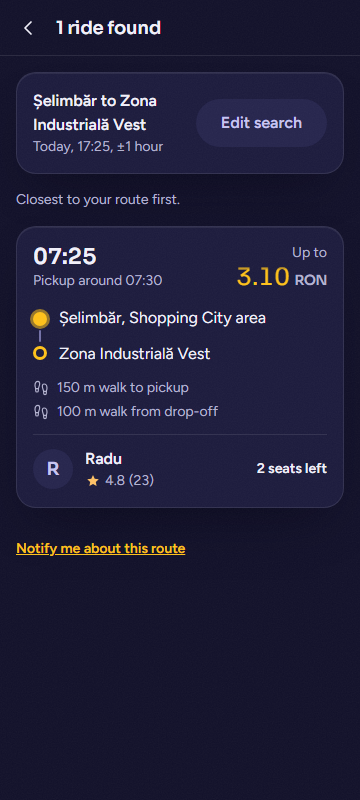 1 ride found
Șelimbăr to Zona
Industrială Vest
Today, 17:25, ±1 hour
Edit search
Closest to your route first.
07:25
Pickup around 07:30
Up to
3.10 RON
Șelimbăr, Shopping City area
Zona Industrială Vest
150 m walk to pickup
100 m walk from drop-off
R
Radu
4.8 (23)
2 seats left
Notify me about this route